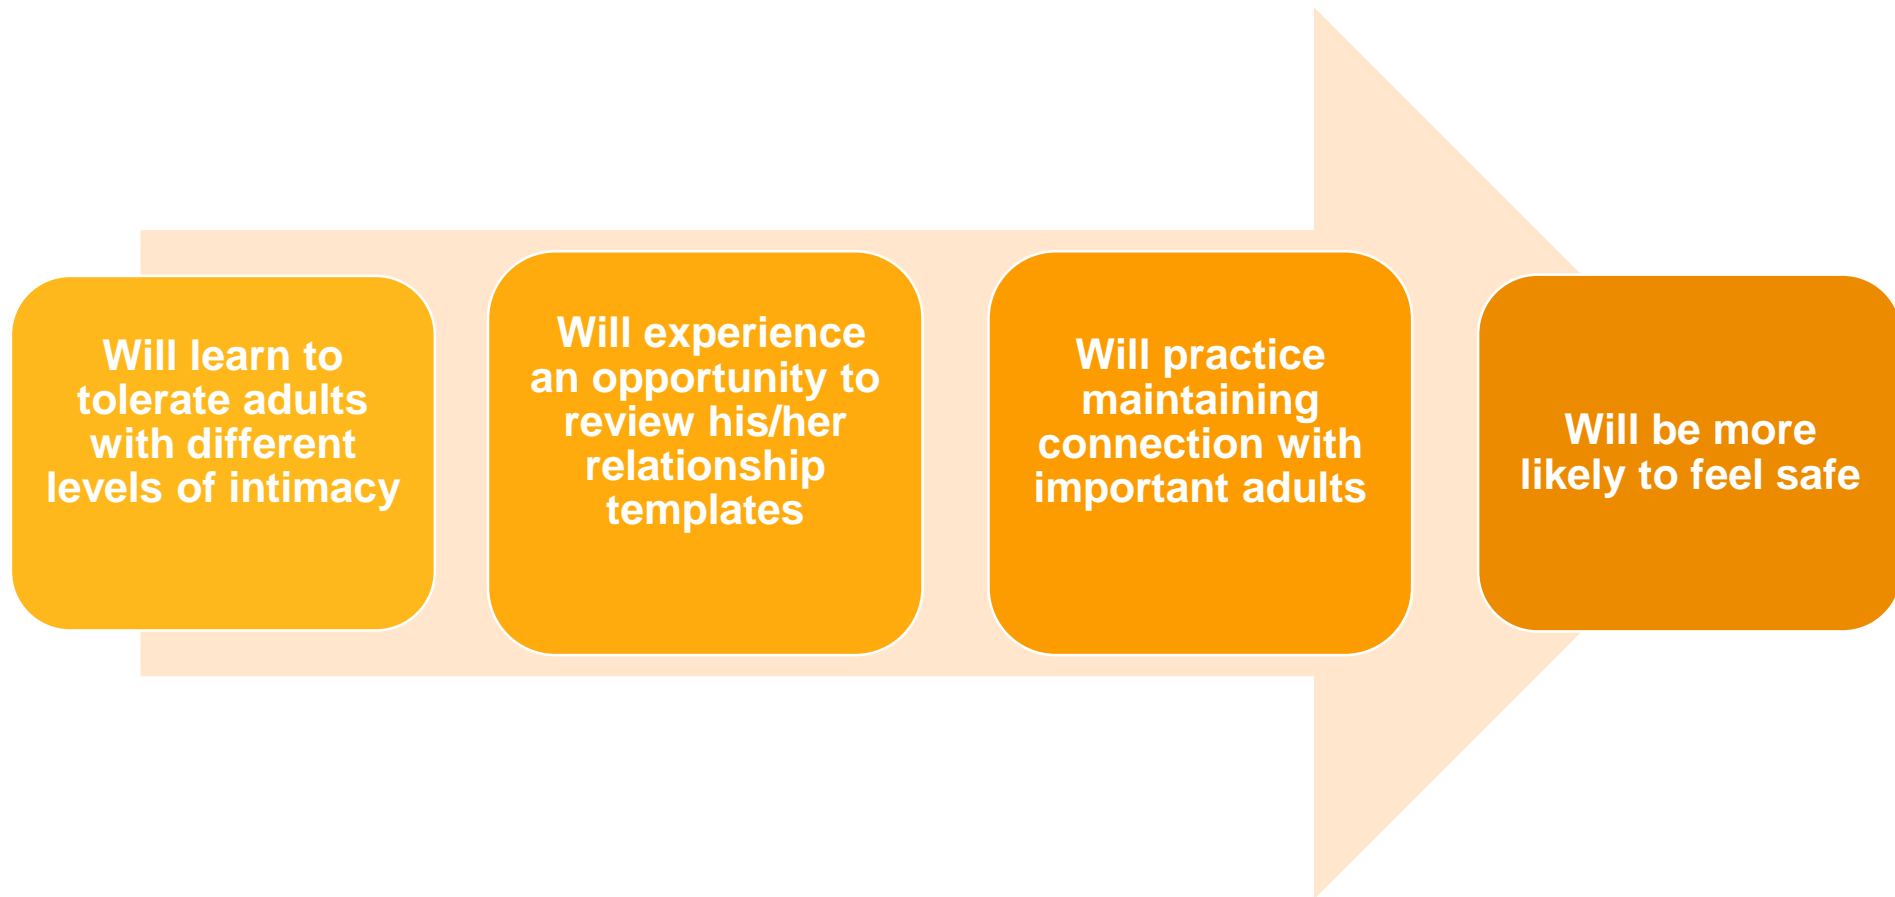 Will learn to
tolerate adults
with different
levels of intimacy
Will experience
an opportunity to
review his/her
relationship
templates
Will practice
maintaining
connection with
important adults
Will be more
likely to feel safe